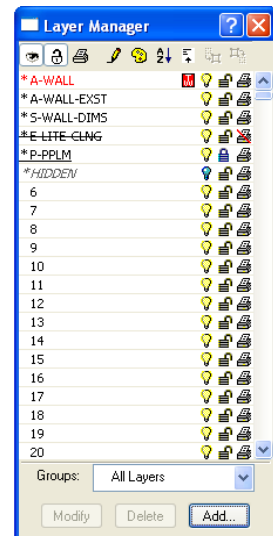 Layer Manager
*A-WALL
*A-WALL-EXST
*S-WALL-DIMS
*E-LITE-CLNG
*P-PPLM
*HIDDEN
6
7
8
9
10
11
12
13
14
15
16
17
18
19
20
Groups: All Layers
Modify Delete Add...